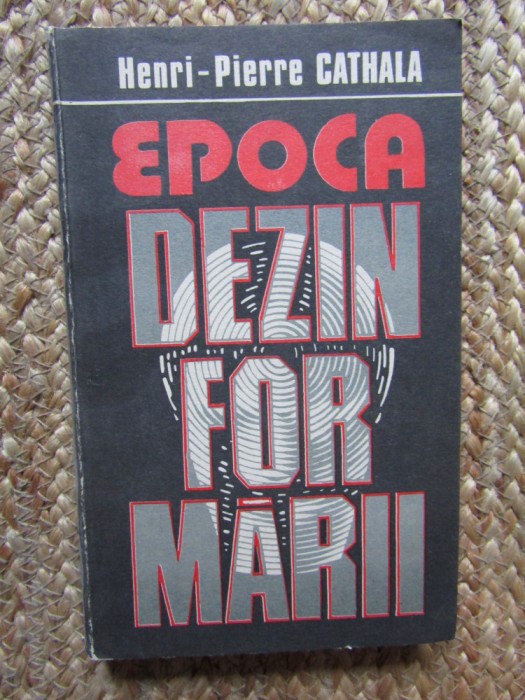 Henri-Pierre CATHALA
EPOCA
DEZIN
FOR
MĂRII